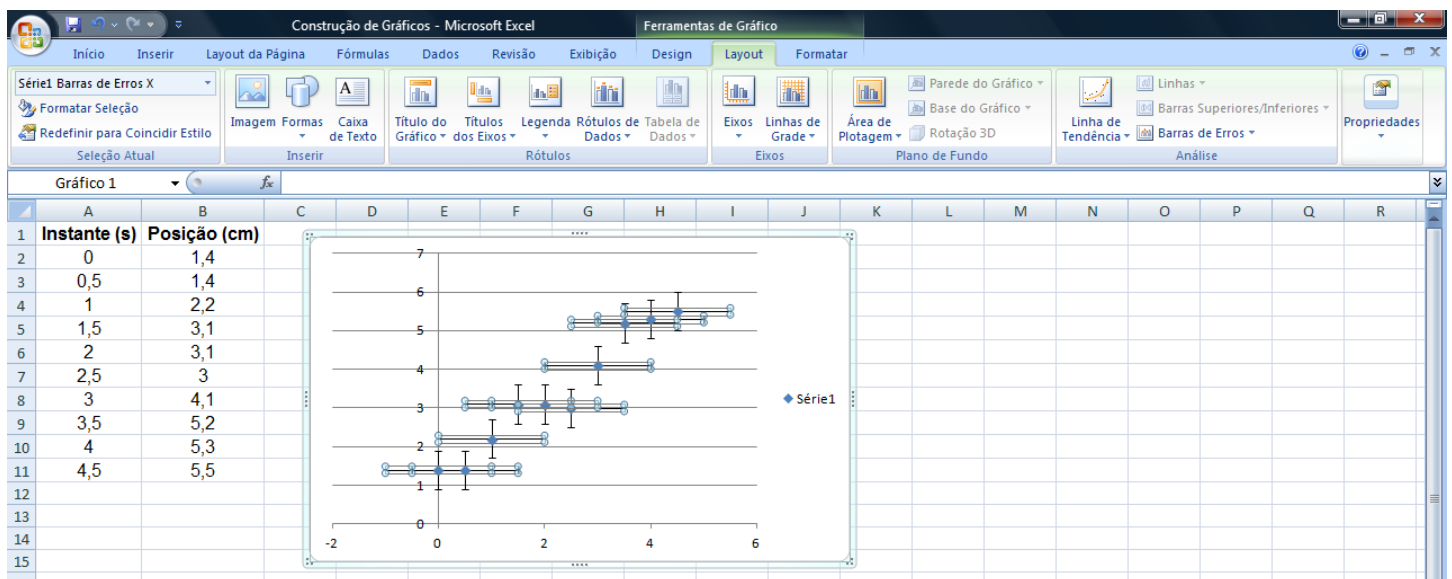 Construção de Gráficos - Microsoft Excel
Ferramentas de Gráfico
Início Inserir Layout da Página Fórmulas Dados Revisão Exibição Design Layout Formatar
Série1 Barras de Erros X
Formatar Seleção
Redefinir para Coincidir Estilo
Seleção Atual
Imagem Formas Caixa de Texto
Inserir
Título do Gráfico Títulos dos Eixos Legenda Rótulos de Dados Tabela de Dados
Rótulos
Eixos Linhas de Grade
Eixos
Área de Plotagem
Parede do Gráfico
Base do Gráfico
Rotação 3D
Plano de Fundo
Linha de Tendência
Linhas
Barras Superiores/Inferiores
Barras de Erros
Análise
Propriedades
Gráfico 1 fx
A B C D E F G H I J K L M N O P Q R
1 Instante (s) Posição (cm)
2 0 1,4
3 0,5 1,4
4 1 2,2
5 1,5 3,1
6 2 3,1
7 2,5 3
8 3 4,1
9 3,5 5,2
10 4 5,3
11 4,5 5,5
12
13
14
15
7
6
5
4
3
2
1
0
-2 0 2 4 6
Série1